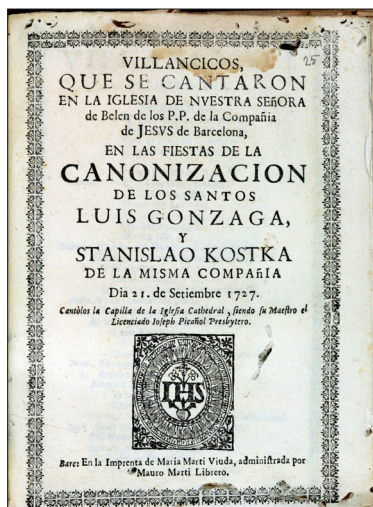 25
VILLANCICOS,
QUE SE CANTARON
EN LA IGLESIA DE NVESTRA SEñORA
de Belen de los P.P. de la Compañia
de JESVS de Barcelona,
EN LAS FIESTAS DE LA
CANONIZACION
DE LOS SANTOS
LUIS GONZAGA,
Y
STANISLAO KOSTKA
DE LA MISMA COMPAñIA
Dia 21. de Setiembre 1727.
Cantòlos la Capilla de la Iglesia Cathedral, siendo su Maestro el
Licenciado Ioseph Picañol Presbytero.
IHS
Barc: En la Imprenta de Maria Marti Viuda, administrada por
Mauro Marti Librero.